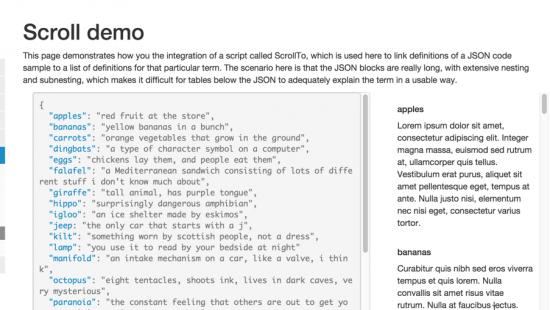 Scroll demo
This page demonstrates how you the integration of a script called ScrollTo, which is used here to link definitions of a JSON code
sample to a list of definitions for that particular term. The scenario here is that the JSON blocks are really long, with extensive nesting
and subnesting, which makes it difficult for tables below the JSON to adequately explain the term in a usable way.
{
"apples": "red fruit at the store",
"bananas": "yellow bananas in a bunch",
"carrots": "orange vegetables that grow in the ground",
"dingbats": "a type of character symbol on a computer",
"eggs": "chickens lay them, and people eat them",
"falafel": "a Mediterranean sandwich consisting of lots of diffe
rent stuff i don't know much about",
"giraffe": "tall animal, has purple tongue",
"hippo": "surprisingly dangerous amphibian",
"igloo": "an ice shelter made by eskimos",
"jeep: "the only car that starts with a j",
"kilt": "something worn by scottish people, not a dress",
"lamp": "you use it to read by your bedside at night"
"manifold": "an intake mechanism on a car, like a valve, i thin
k",
"octopus": "eight tentacles, shoots ink, lives in dark caves, ve
ry mysterious",
"paranoia": "the constant feeling that others are out to get yo
apples
Lorem ipsum dolor sit amet,
consectetur adipiscing elit. Integer
magna massa, euismod sed rutrum
at, ullamcorper quis tellus.
Vestibulum erat purus, aliquet sit
amet pellentesque eget, tempus at
ante. Nulla justo nisi, elementum
nec nisi eget, consectetur varius
tortor.
bananas
Curabitur quis nibh sed eros viverra
tempus et quis lorem. Nulla
convallis sit amet risus vitae
rutrum. Nulla at faucibus lectus.